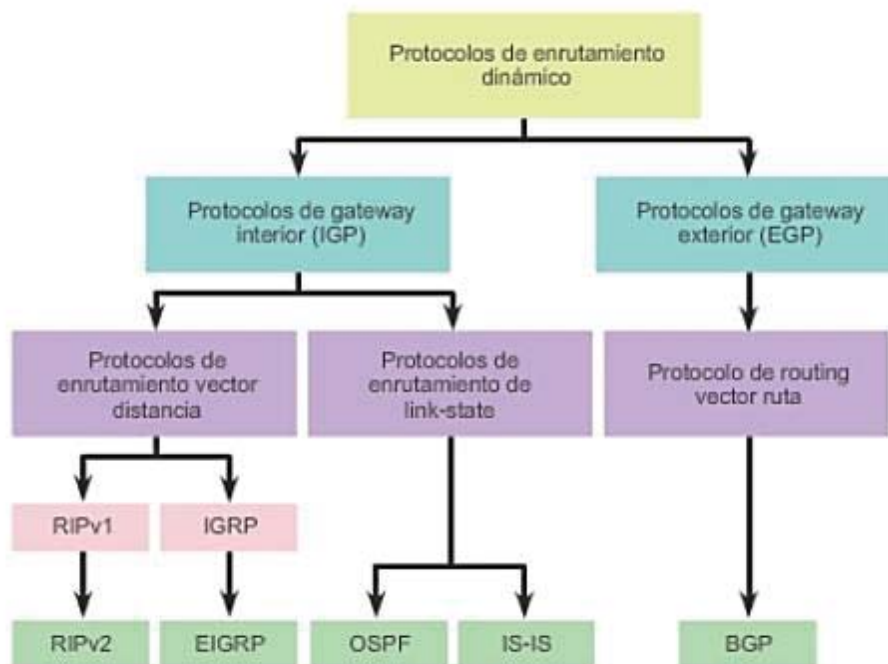 Protocolos de enrutamiento
dinámico
Protocolos de gateway
interior (IGP)
Protocolos de gateway
exterior (EGP)
Protocolos de
enrutamiento vector
distancia
Protocolos de
enrutamiento de
link-state
Protocolo de routing
vector ruta
RIPv1
IGRP
RIPv2
EIGRP
OSPF
IS-IS
BGP